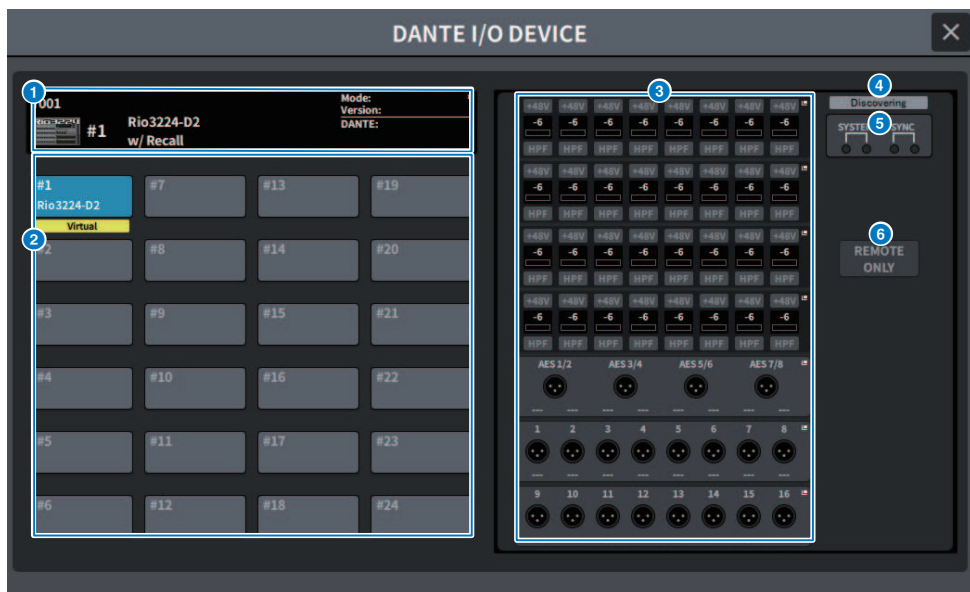 DANTE I/O DEVICE
1
001
#1
Rio3224-D2
w/ Recall
Mode:
Version:
DANTE:
2
#1
Rio3224-D2
Virtual
#7 #13 #19
#2 #8 #14 #20
#3 #9 #15 #21
#4 #10 #16 #22
#5 #11 #17 #23
#6 #12 #18 #24
3
+48V +48V +48V +48V +48V +48V +48V +48V
-6 -6 -6 -6 -6 -6 -6 -6
HPF HPF HPF HPF HPF HPF HPF HPF
+48V +48V +48V +48V +48V +48V +48V +48V
-6 -6 -6 -6 -6 -6 -6 -6
HPF HPF HPF HPF HPF HPF HPF HPF
+48V +48V +48V +48V +48V +48V +48V +48V
-6 -6 -6 -6 -6 -6 -6 -6
HPF HPF HPF HPF HPF HPF HPF HPF
+48V +48V +48V +48V +48V +48V +48V +48V
-6 -6 -6 -6 -6 -6 -6 -6
HPF HPF HPF HPF HPF HPF HPF HPF
AES 1/2 AES 3/4 AES 5/6 AES 7/8
--- --- --- --- --- --- --- ---
1 2 3 4 5 6 7 8
--- --- --- --- --- --- --- ---
9 10 11 12 13 14 15 16
4
Discovering
5
SYSTEM SYNC
6
REMOTE
ONLY